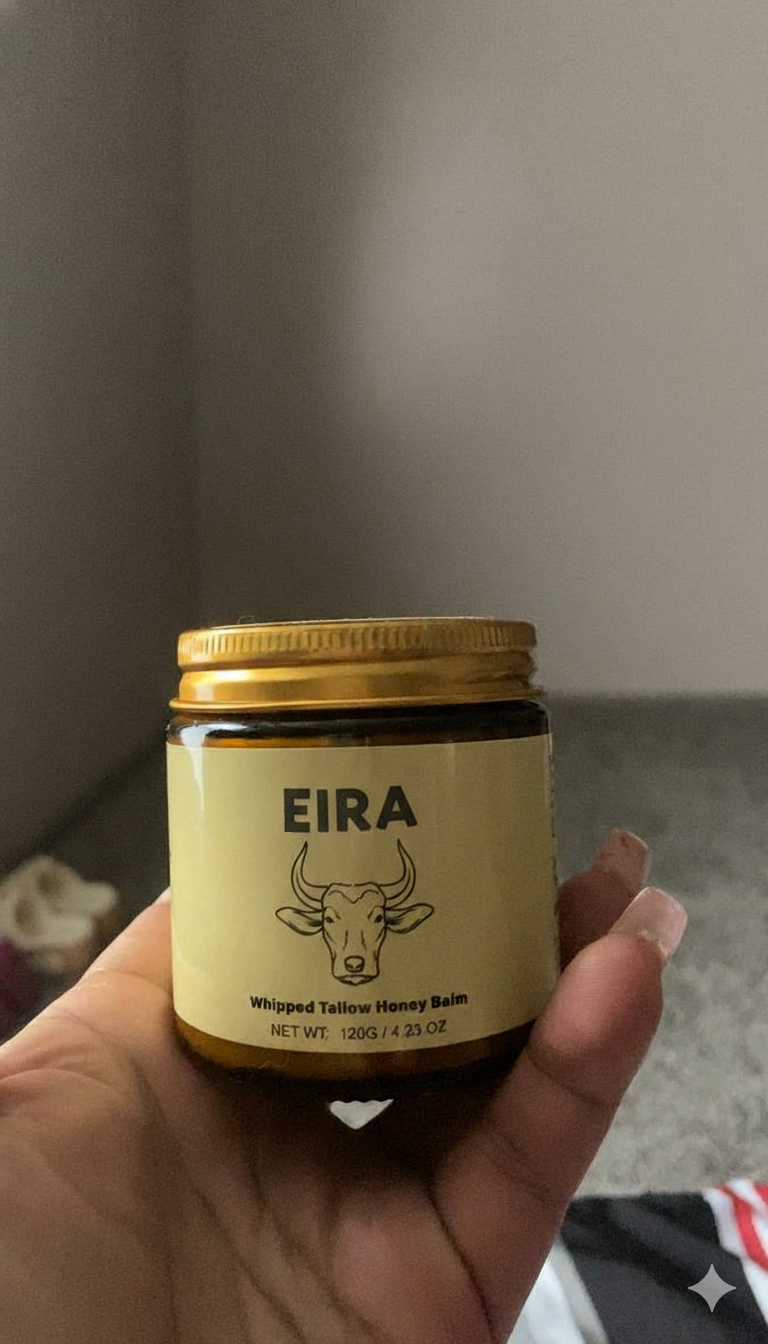 EIRA
Whipped Tallow Honey Balm
NET WT: 120G / 4.23 OZ